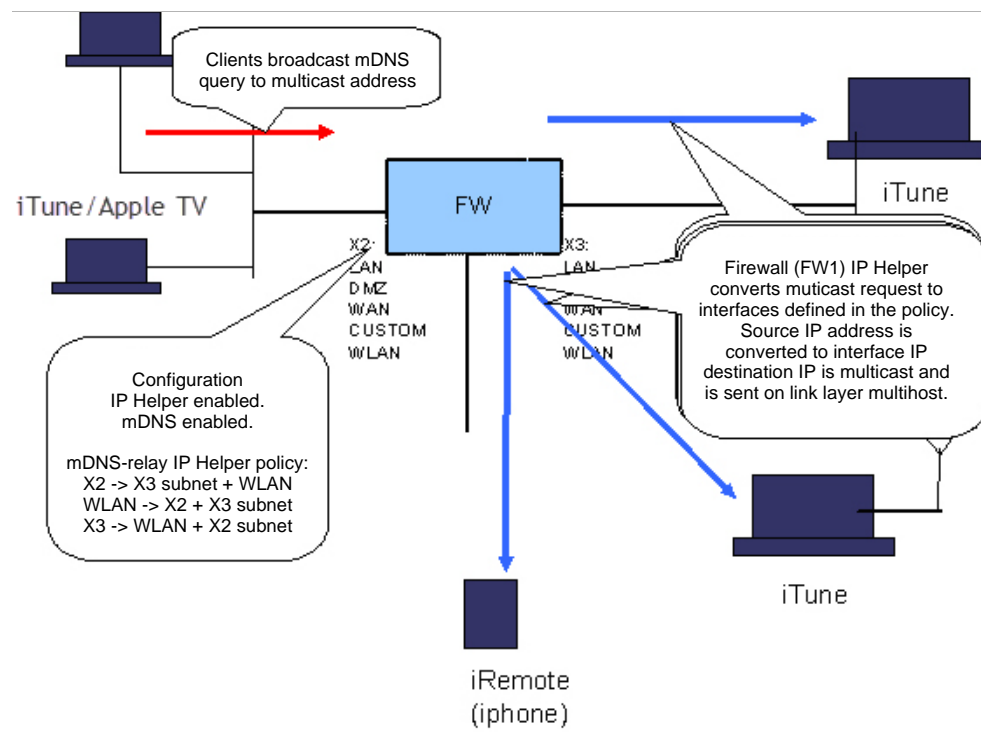 Clients broadcast mDNS
query to multicast address
iTune/Apple TV
FW
iTune
X2:
LAN
DMZ
WAN
CUSTOM
WLAN
X3:
LAN
WAN
CUSTOM
WLAN
Firewall (FW1) IP Helper
converts muticast request to
interfaces defined in the policy.
Source IP address is
converted to interface IP
destination IP is multicast and
is sent on link layer multihost.
Configuration
IP Helper enabled.
mDNS enabled.
mDNS-relay IP Helper policy:
X2 -> X3 subnet + WLAN
WLAN -> X2 + X3 subnet
X3 -> WLAN + X2 subnet
iTune
iRemote
(iphone)